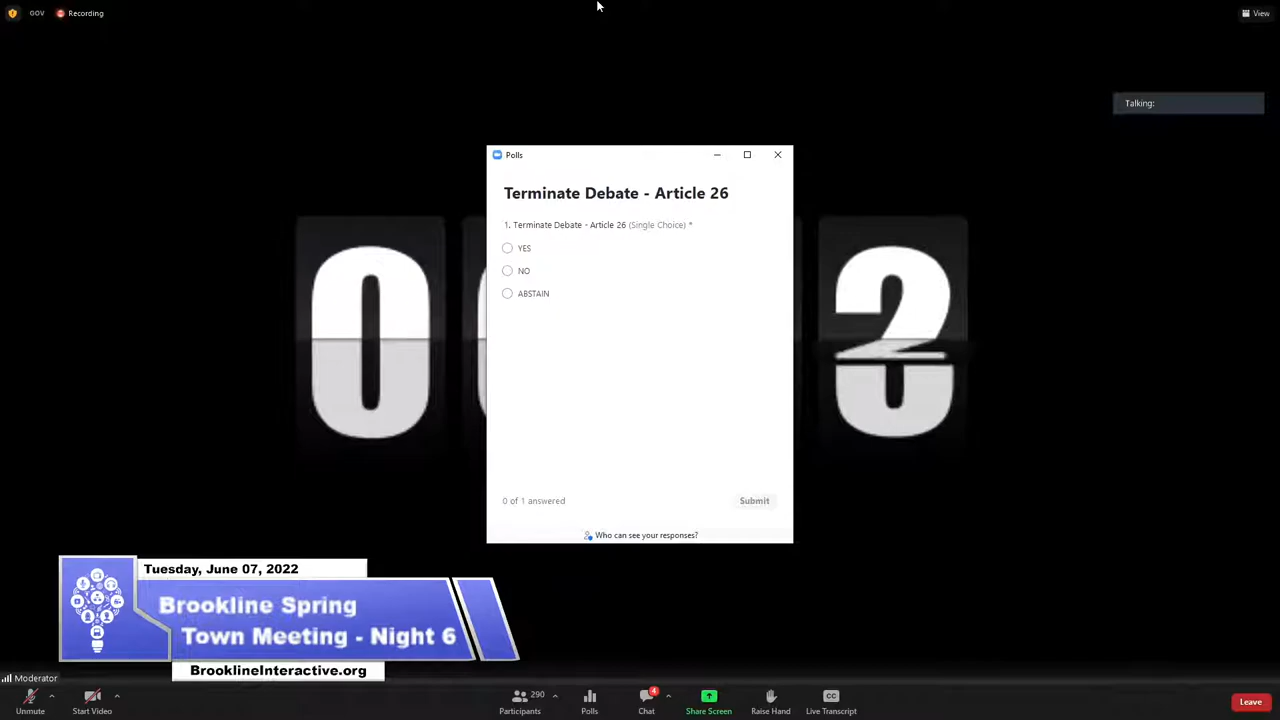 GOV
Recording
View
Talking:
Polls
Terminate Debate - Article 26
1. Terminate Debate - Article 26 (Single Choice) *
YES
NO
ABSTAIN
0 of 1 answered
Submit
Who can see your responses?
0
Tuesday, June 07, 2022
Brookline Spring
Town Meeting - Night 6
BrooklineInteractive.org
Moderator
Unmute
Start Video
290
Participants
Polls
4
Chat
Share Screen
Raise Hand
CC
Live Transcript
Leave